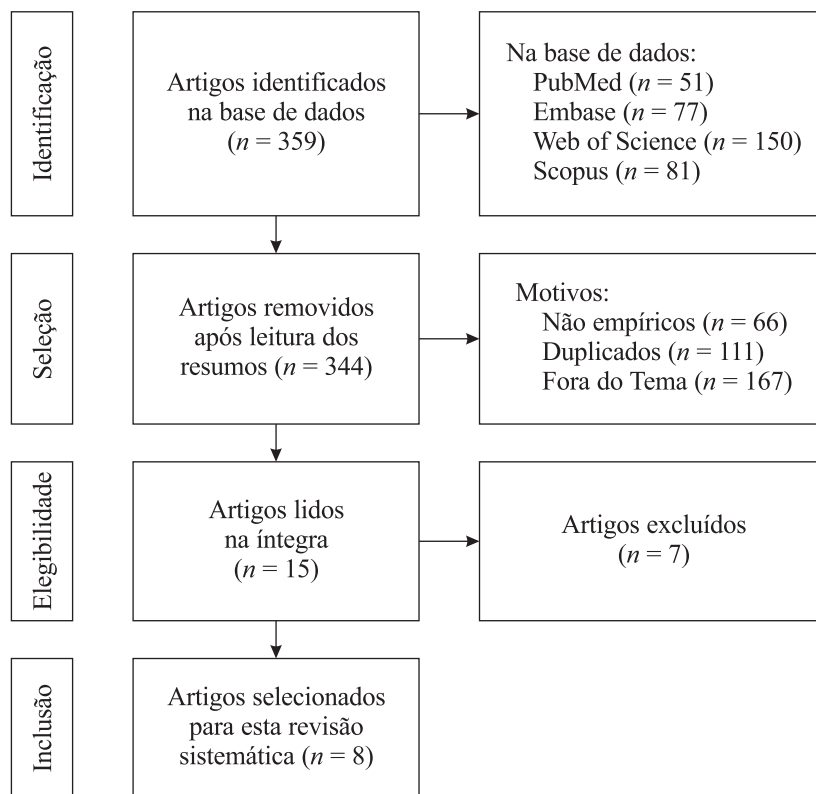 Identificação
Artigos identificados
na base de dados
(n = 359)
Na base de dados:
PubMed (n = 51)
Embase (n = 77)
Web of Science (n = 150)
Scopus (n = 81)
Seleção
Artigos removidos
após leitura dos
resumos (n = 344)
Motivos:
Não empíricos (n = 66)
Duplicados (n = 111)
Fora do Tema (n = 167)
Elegibilidade
Artigos lidos
na íntegra
(n = 15)
Artigos excluídos
(n = 7)
Inclusão
Artigos selecionados
para esta revisão
sistemática (n = 8)